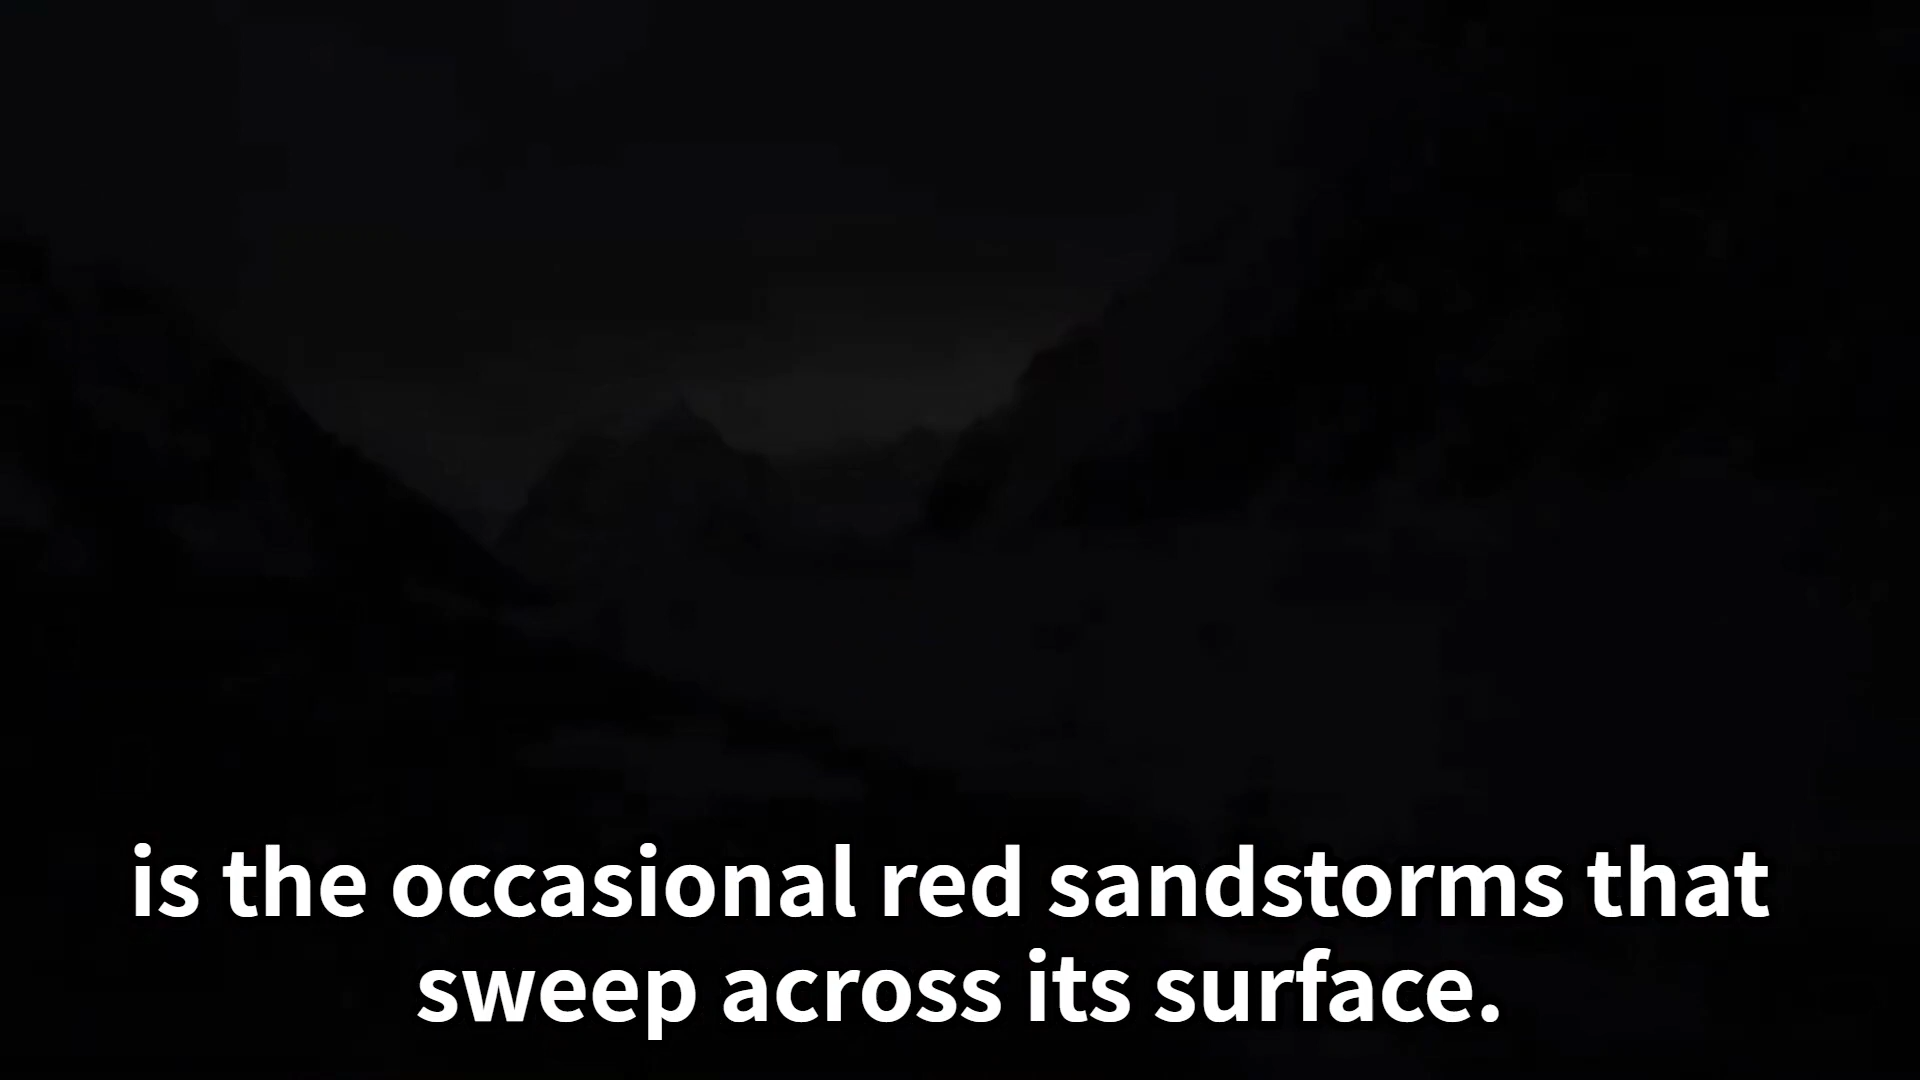 is the occasional red sandstorms that
sweep across its surface.